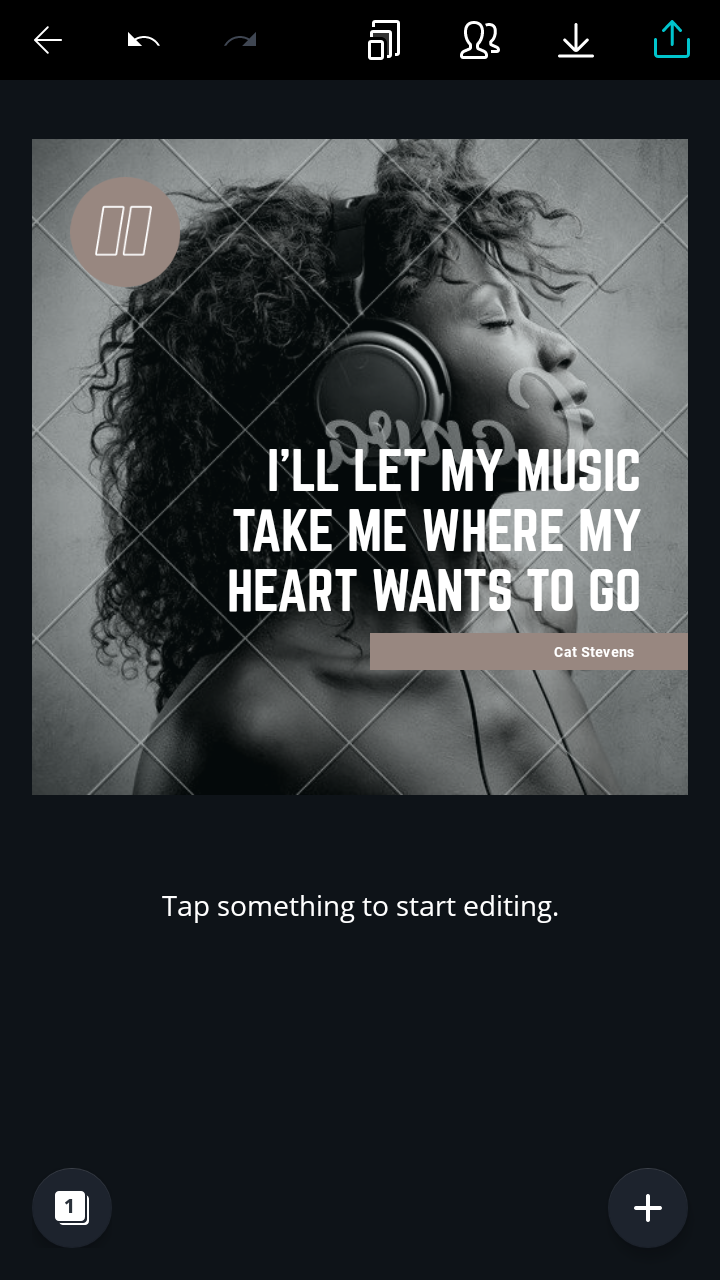 Canva
I'LL LET MY MUSIC
TAKE ME WHERE MY
HEART WANTS TO GO
Cat Stevens
Tap something to start editing.
1